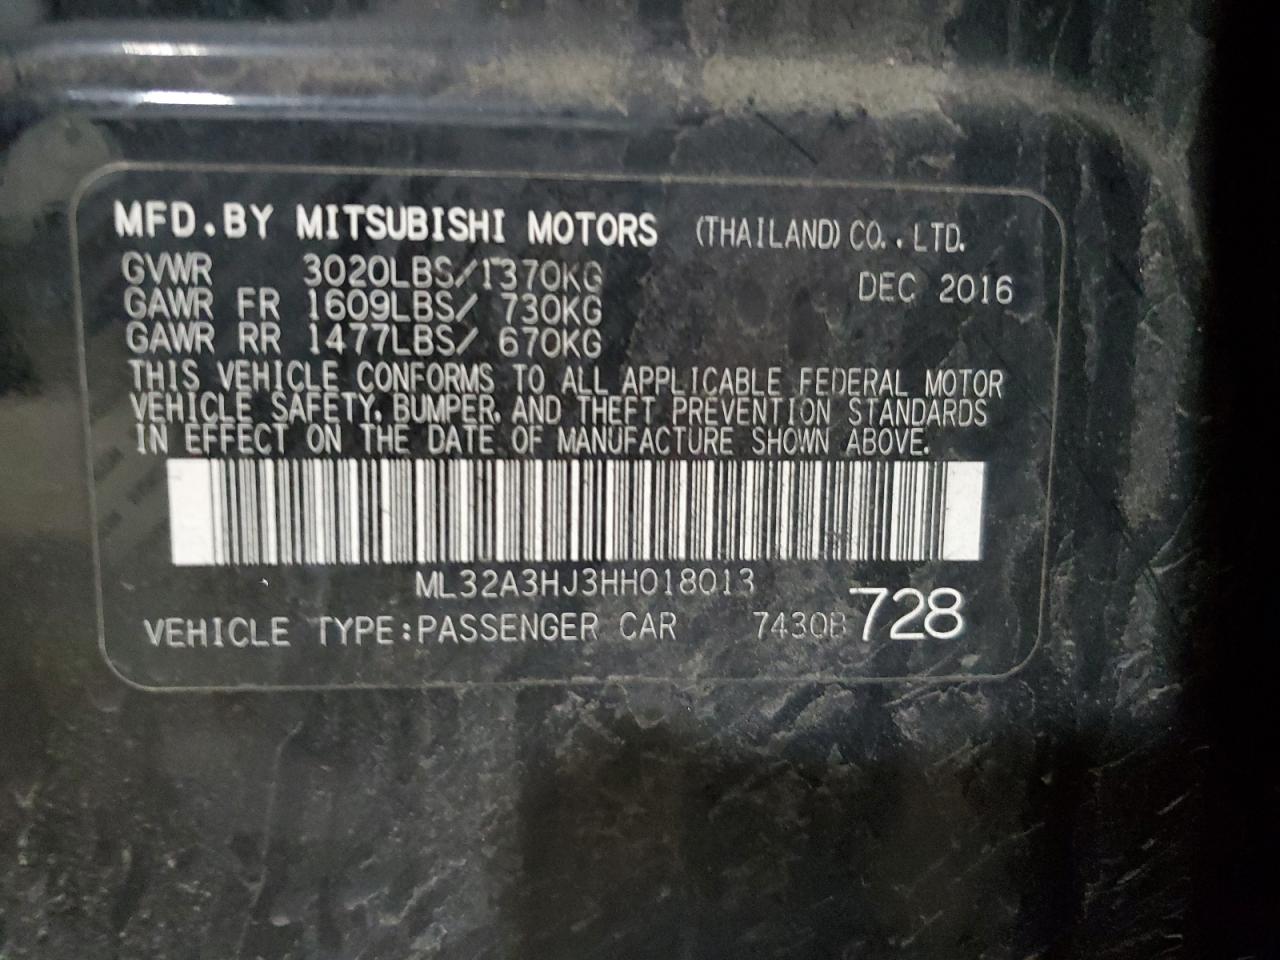 MFD.BY MITSUBISHI MOTORS (THAILAND) CO., LTD.
GVWR 3020LBS/1370KG DEC 2016
GAWR FR 1609LBS/ 730KG
GAWR RR 1477LBS/ 670KG
THIS VEHICLE CONFORMS TO ALL APPLICABLE FEDERAL MOTOR
VEHICLE SAFETY, BUMPER, AND THEFT PREVENTION STANDARDS
IN EFFECT ON THE DATE OF MANUFACTURE SHOWN ABOVE.
ML32A3HJ3HH018013
VEHICLE TYPE:PASSENGER CAR 7430B 728